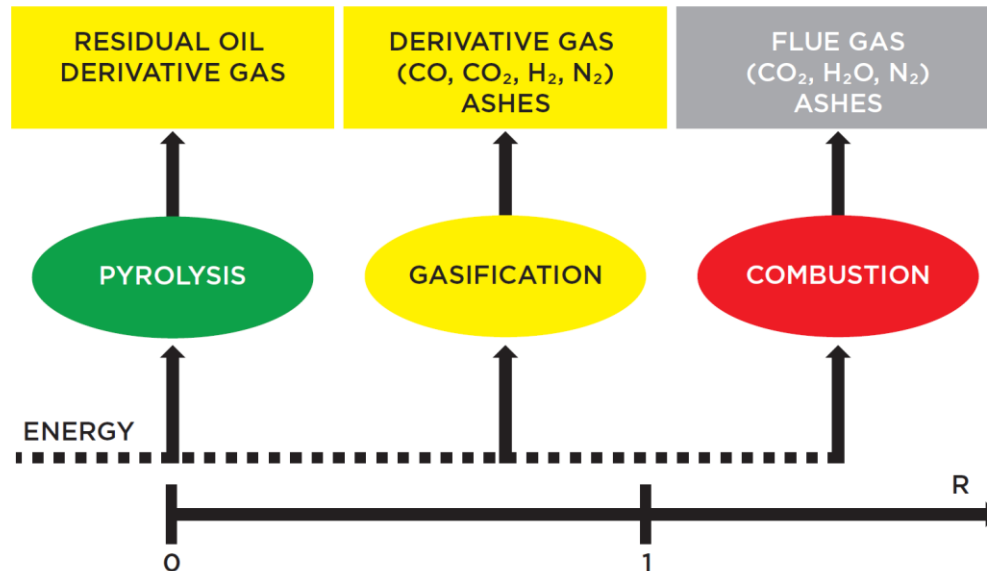 RESIDUAL OIL
DERIVATIVE GAS
DERIVATIVE GAS
(CO, CO₂, H₂, N₂)
ASHES
FLUE GAS
(CO₂, H₂O, N₂)
ASHES
PYROLYSIS
GASIFICATION
COMBUSTION
ENERGY
R
0
1